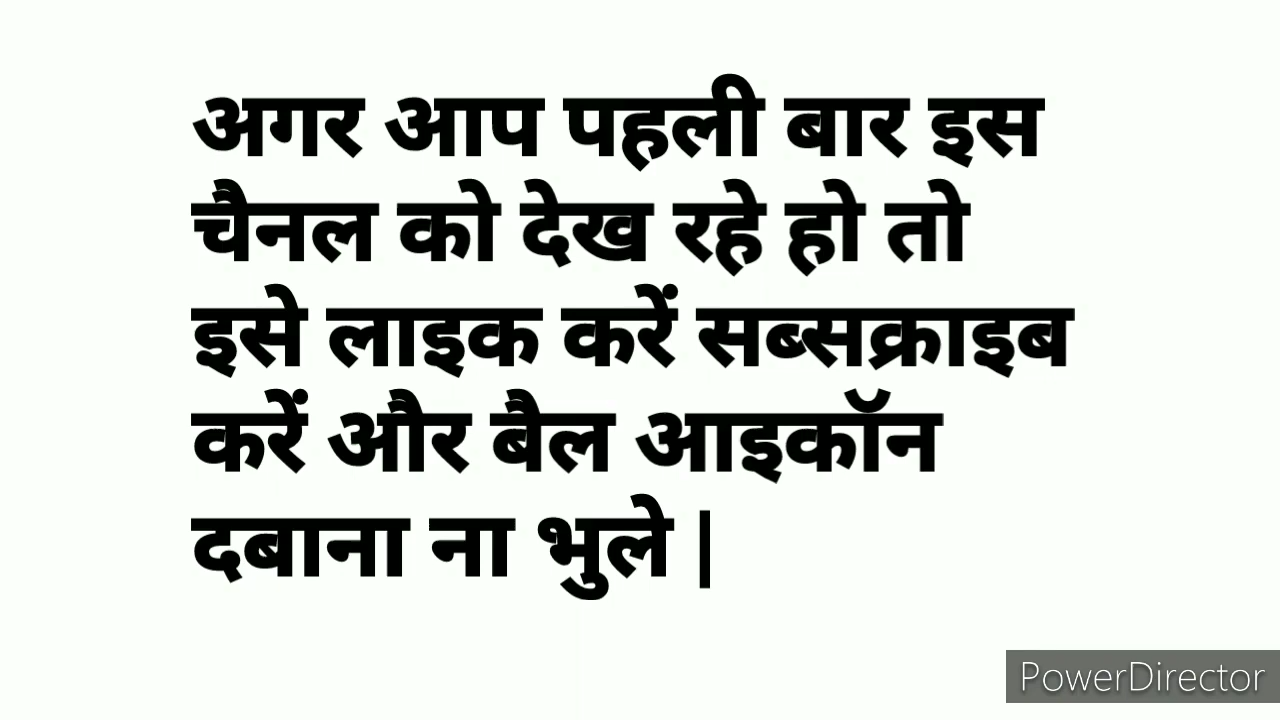 अगर आप पहली बार इस
चैनल को देख रहे हो तो
इसे लाइक करें सब्सक्राइब
करें और बैल आइकॉन
दबाना ना भुले |
PowerDirector